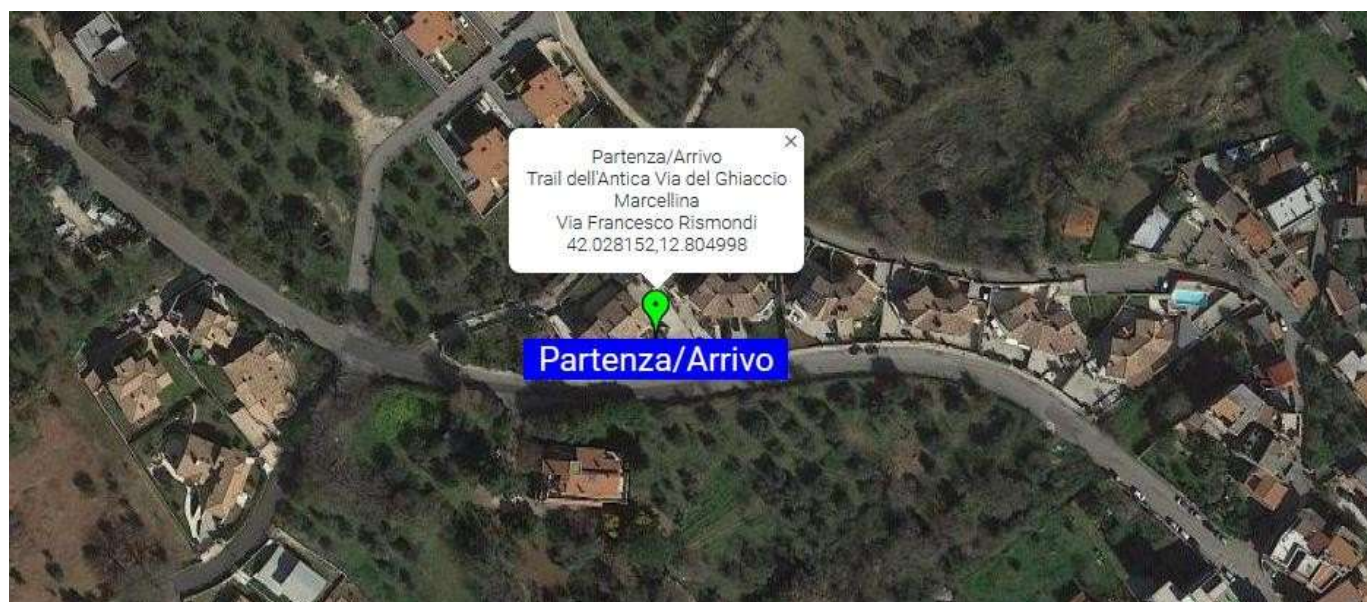 Partenza/Arrivo
Trail dell'Antica Via del Ghiaccio
Marcellina
Via Francesco Rismondi
42.028152,12.804998
Partenza/Arrivo